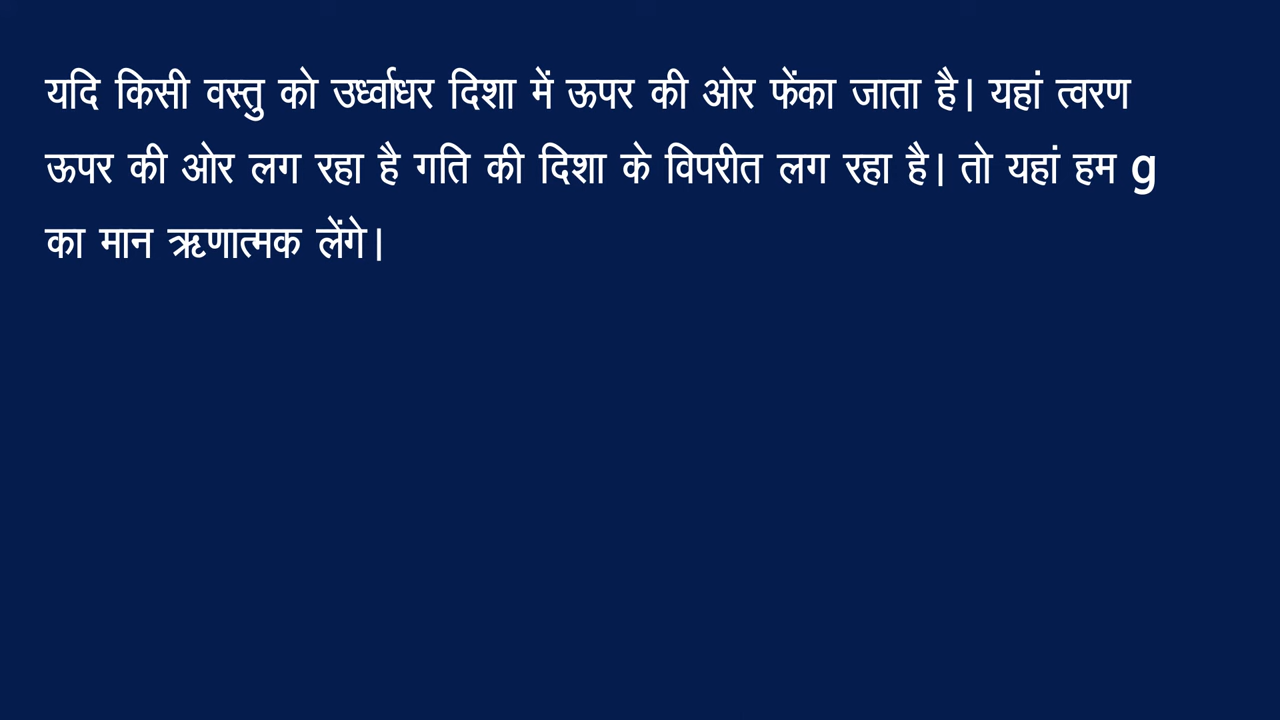 यदि किसी वस्तु को उर्ध्वाधर दिशा में ऊपर की ओर फेंका जाता है। यहां त्वरण
ऊपर की ओर लग रहा है गति की दिशा के विपरीत लग रहा है। तो यहां हम g
का मान ऋणात्मक लेंगे।